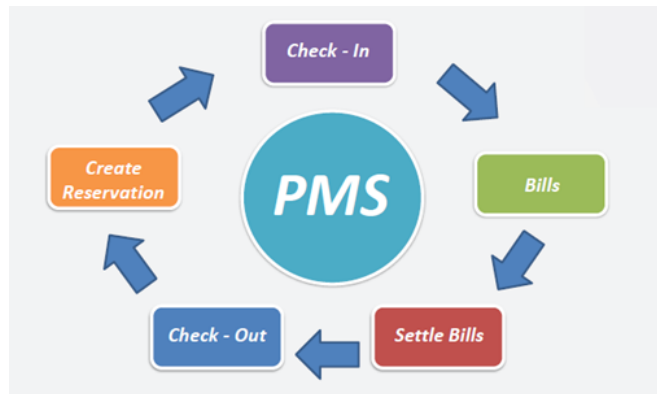 Check - In
Create
Reservation
PMS
Bills
Check - Out
Settle Bills